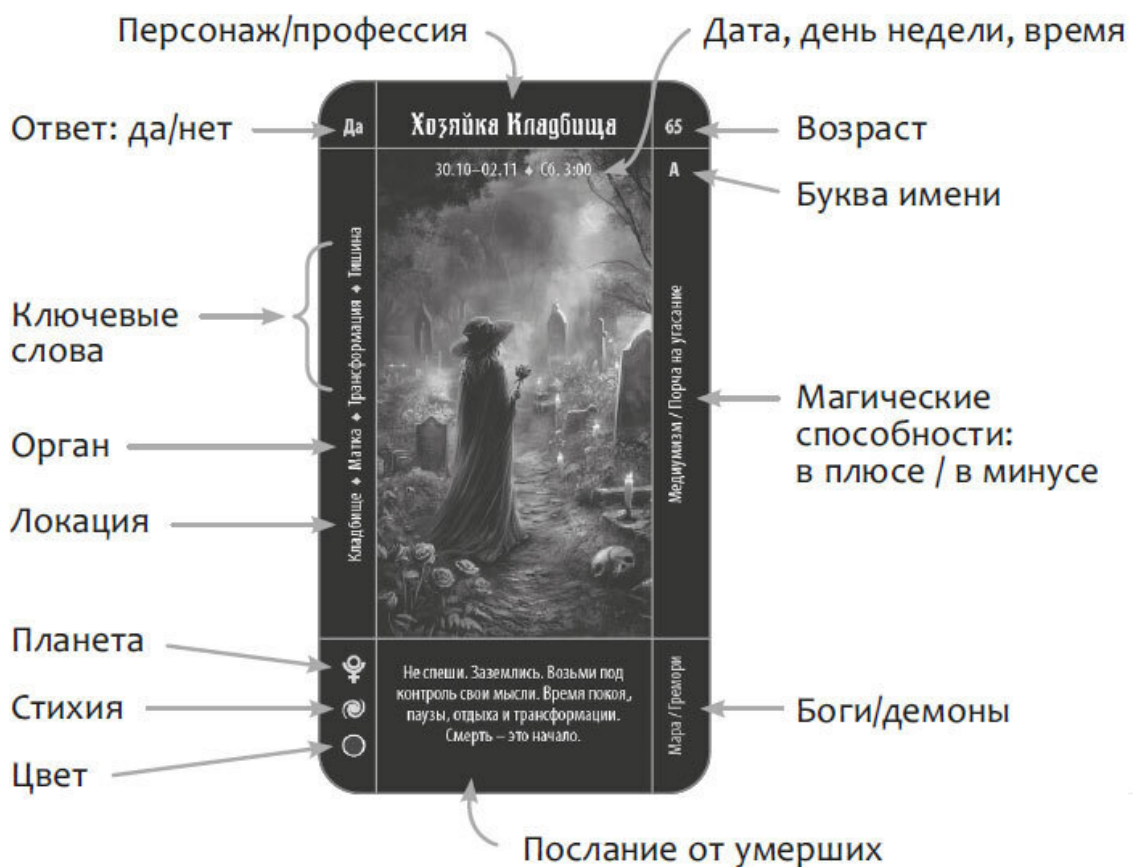 Персонаж/профессия
Дата, день недели, время
Ответ: да/нет
Да
Хозяйка Кладбища
65
Возраст
30.10–02.11 ♦ Сб. 3:00
А
Буква имени
Ключевые
слова
Орган
Локация
Кладбище ♦ Матка ♦ Трансформация ♦ Тишина
Медиумизм / Порча на угасание
Магические
способности:
в плюсе / в минусе
Планета
Стихия
Цвет
Не спеши. Заземлись. Возьми под
контроль свои мысли. Время покоя,
паузы, отдыха и трансформации.
Смерть – это начало.
Мара / Гремори
Боги/демоны
Послание от умерших